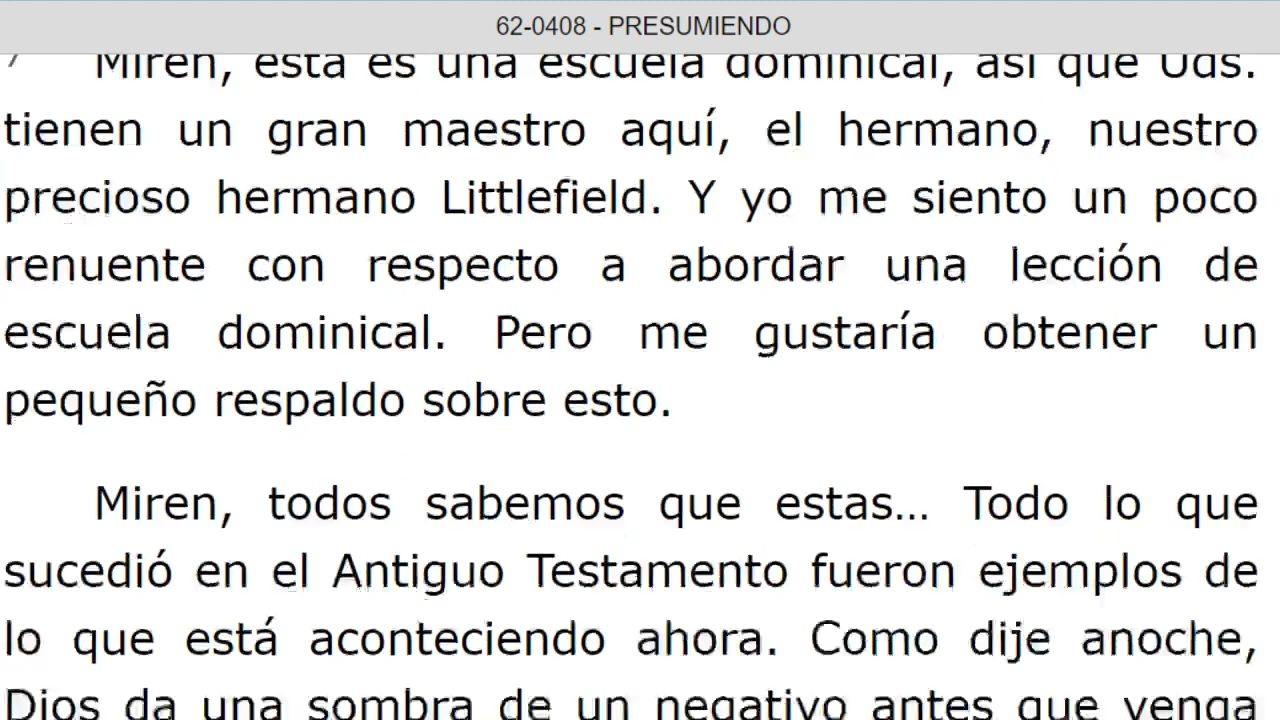 62-0408 - PRESUMIENDO
7 Miren, esta es una escuela dominical, así que Uds.
tienen un gran maestro aquí, el hermano, nuestro
precioso hermano Littlefield. Y yo me siento un poco
renuente con respecto a abordar una lección de
escuela dominical. Pero me gustaría obtener un
pequeño respaldo sobre esto.
Miren, todos sabemos que estas... Todo lo que
sucedió en el Antiguo Testamento fueron ejemplos de
lo que está aconteciendo ahora. Como dije anoche,
Dios da una sombra de un negativo antes que venga